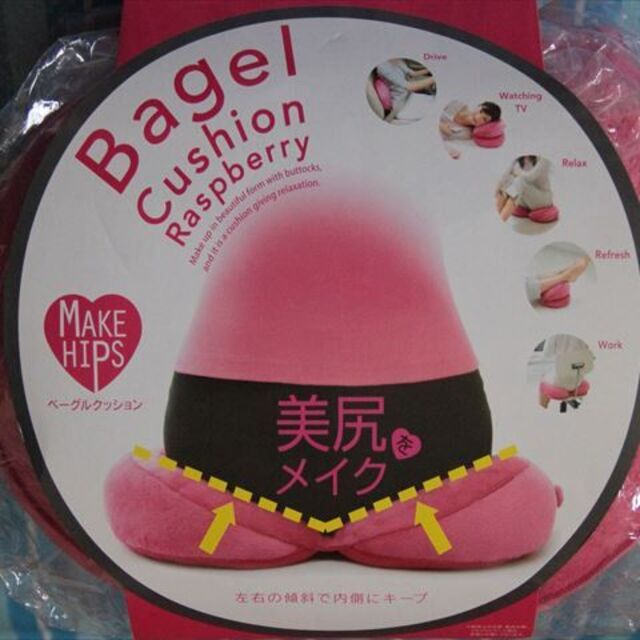 Bagel
Cushion
Raspberry
Make up in beautiful form with buttocks,
and it is a cushion giving relaxation.
Drive
Watching
TV
Relax
Refresh
Work
MAKE
HIPS
ベーグルクッション
美尻を
メイク
左右の傾斜で内側にキープ